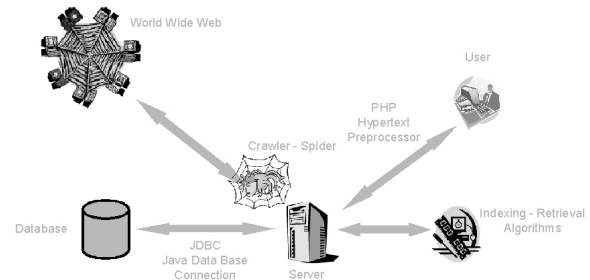 World Wide Web
User
PHP
Hypertext
Preprocessor
Crawler - Spider
Database
JDBC
Java Data Base
Connection
Server
Indexing - Retrieval
Algorithms